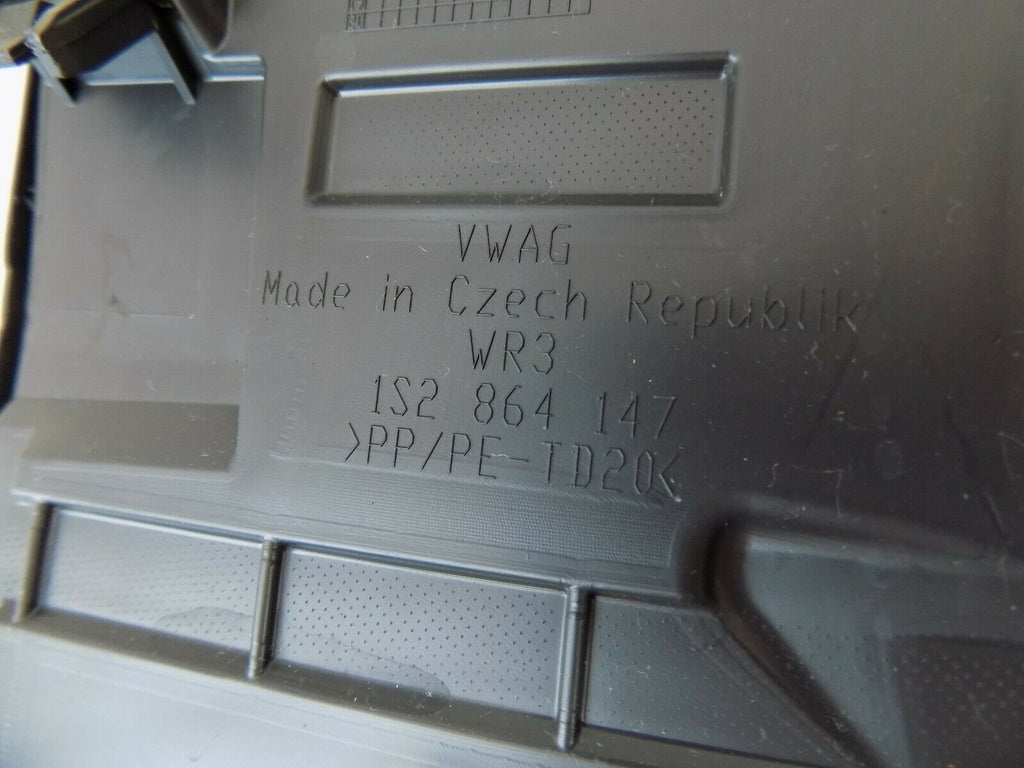 VWAG
Made in Czech Republik
WR3
1S2 864 147
>PP/PE-TD20<